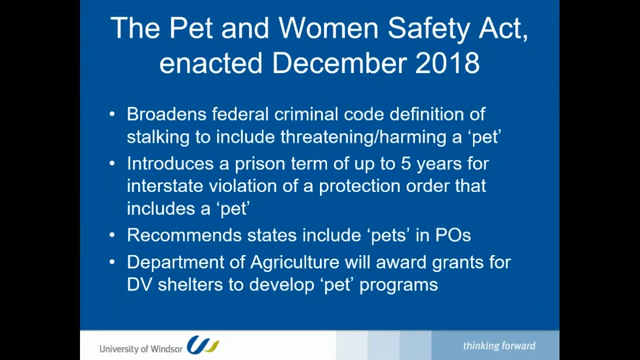 The Pet and Women Safety Act,
enacted December 2018
• Broadens federal criminal code definition of
stalking to include threatening/harming a ‘pet’
• Introduces a prison term of up to 5 years for
interstate violation of a protection order that
includes a ‘pet’
• Recommends states include ‘pets’ in POs
• Department of Agriculture will award grants for
DV shelters to develop ‘pet’ programs
University of Windsor
thinking forward